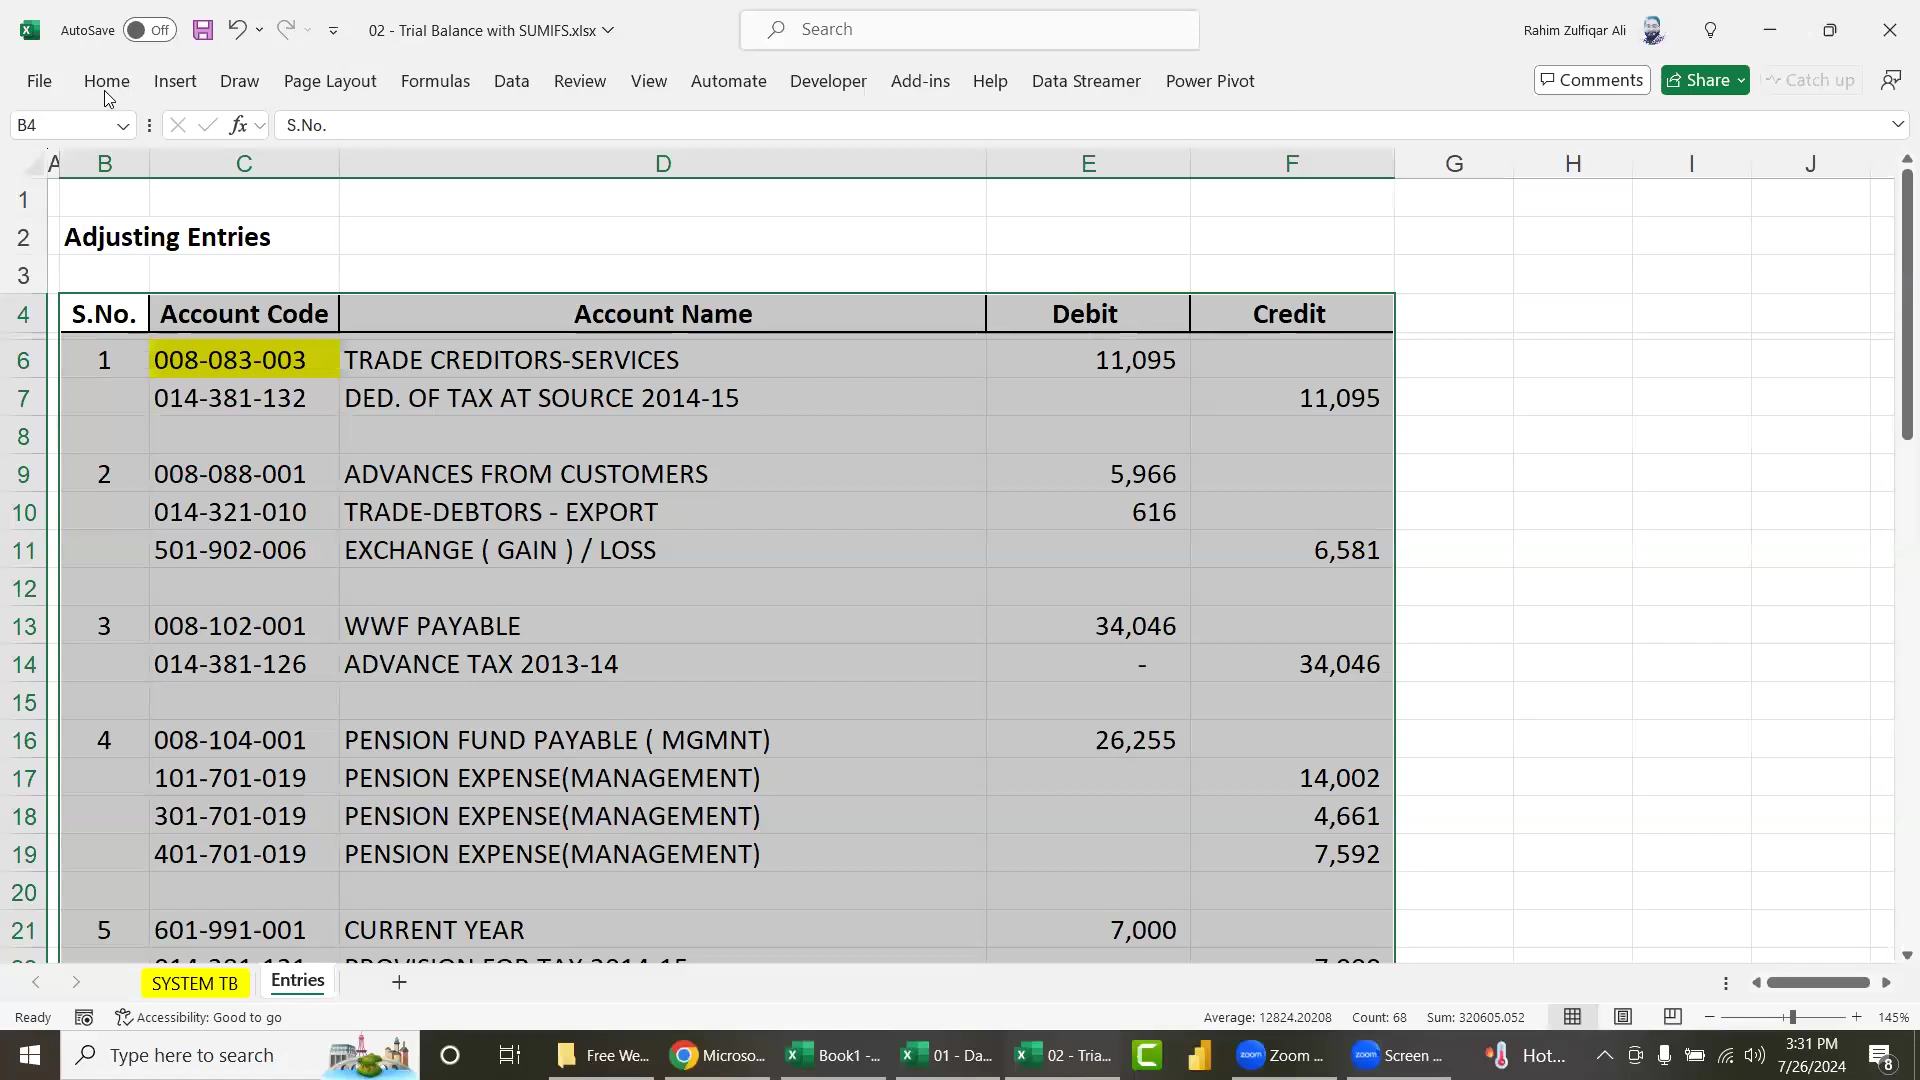 AutoSave Off 02 - Trial Balance with SUMIFS.xlsx Search Rahim Zulfiqar Ali
File Home Insert Draw Page Layout Formulas Data Review View Automate Developer Add-ins Help Data Streamer Power Pivot Comments Share Catch up
B4 fx S.No.
A B C D E F G H I J
1
2 Adjusting Entries
3
4 S.No. Account Code Account Name Debit Credit
6 1 008-083-003 TRADE CREDITORS-SERVICES 11,095
7 014-381-132 DED. OF TAX AT SOURCE 2014-15 11,095
8
9 2 008-088-001 ADVANCES FROM CUSTOMERS 5,966
10 014-321-010 TRADE-DEBTORS - EXPORT 616
11 501-902-006 EXCHANGE ( GAIN ) / LOSS 6,581
12
13 3 008-102-001 WWF PAYABLE 34,046
14 014-381-126 ADVANCE TAX 2013-14 - 34,046
15
16 4 008-104-001 PENSION FUND PAYABLE ( MGMNT) 26,255
17 101-701-019 PENSION EXPENSE(MANAGEMENT) 14,002
18 301-701-019 PENSION EXPENSE(MANAGEMENT) 4,661
19 401-701-019 PENSION EXPENSE(MANAGEMENT) 7,592
20
21 5 601-991-001 CURRENT YEAR 7,000
SYSTEM TB Entries
Ready Accessibility: Good to go Average: 12824.20208 Count: 68 Sum: 320605.052 145%
Type here to search Free We... Microso... Book1 -... 01 - Da... 02 - Tria... zoom Zoom ... zoom Screen ... Hot... 3:31 PM
7/26/2024 8